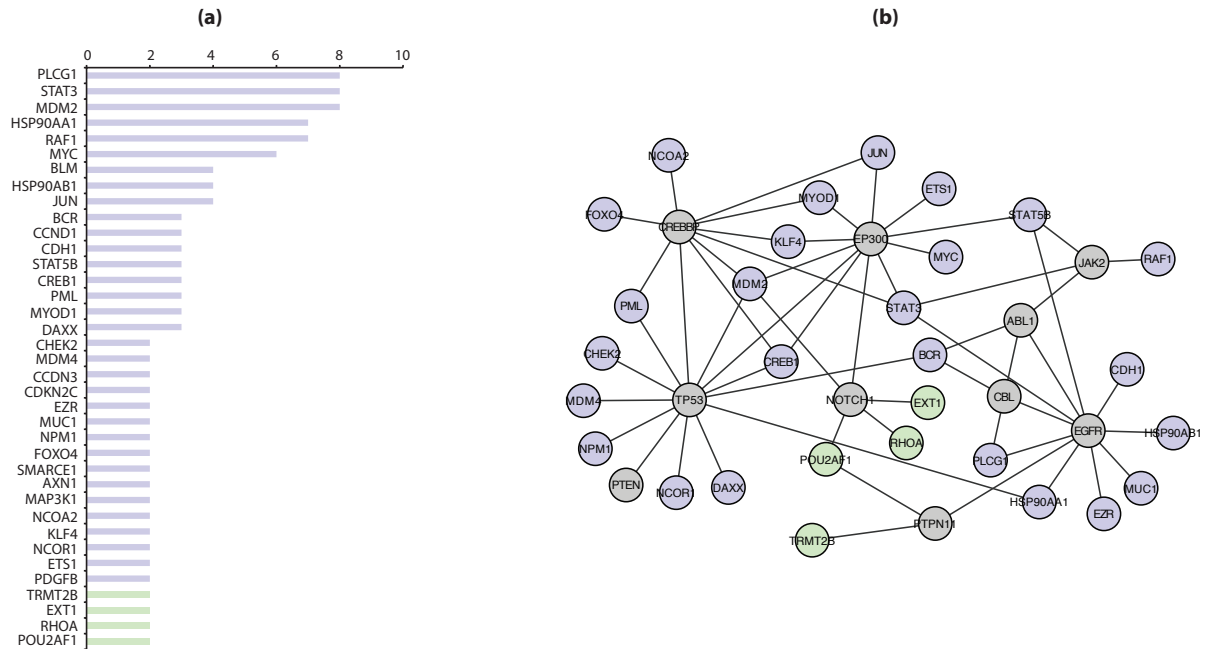 (a)
0 2 4 6 8 10
PLCG1
STAT3
MDM2
HSP90AA1
RAF1
MYC
BLM
HSP90AB1
JUN
BCR
CCND1
CDH1
STAT5B
CREB1
PML
MYOD1
DAXX
CHEK2
MDM4
CCDN3
CDKN2C
EZR
MUC1
NPM1
FOXO4
SMARCE1
AXN1
MAP3K1
NCOA2
KLF4
NCOR1
ETS1
PDGFB
TRMT2B
EXT1
RHOA
POU2AF1
(b)
NCOA2
JUN
MYOD1
ETS1
FOXO4
CREBBP
STAT5B
KLF4
EP300
MYC
JAK2
RAF1
MDM2
PML
STAT3
ABL1
CHEK2
CREB1
BCR
CDH1
MDM4
TP53
NOTCH1
EXT1
CBL
EGFR
HSP90AB1
NPM1
RHOA
POU2AF1
PLCG1
PTEN
NCOR1
DAXX
MUC1
HSP90AA1
EZR
PTPN11
TRMT2B